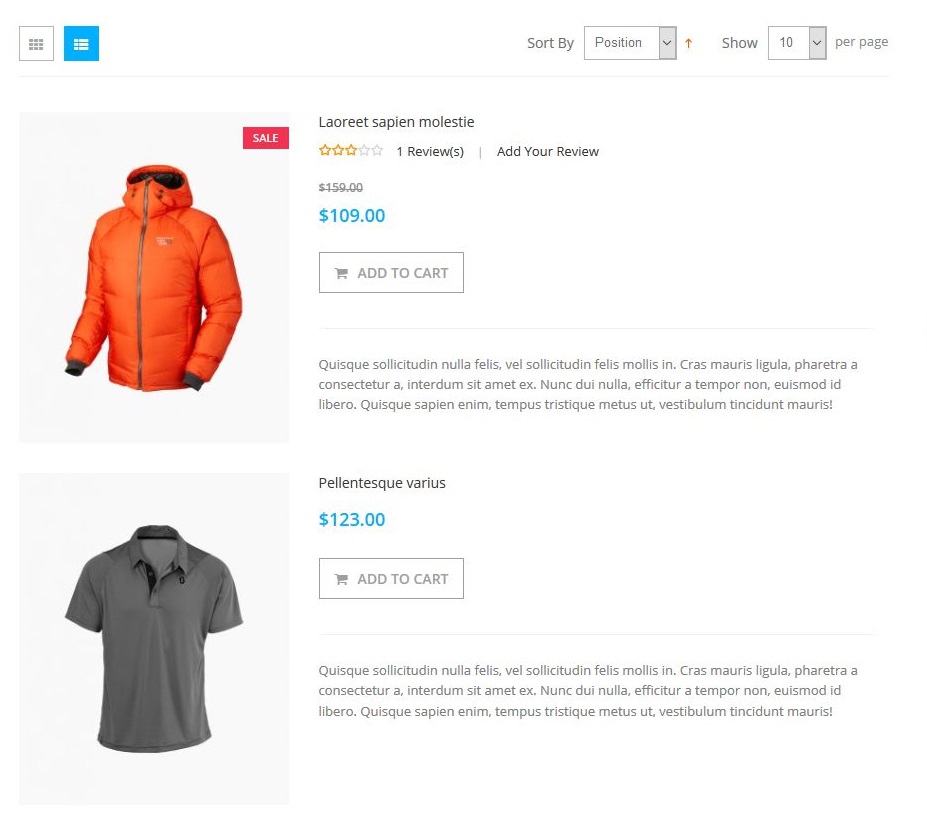 Sort By Position Show 10 per page
SALE
Laoreet sapien molestie
1 Review(s) | Add Your Review
$159.00
$109.00
ADD TO CART
Quisque sollicitudin nulla felis, vel sollicitudin felis mollis in. Cras mauris ligula, pharetra a
consectetur a, interdum sit amet ex. Nunc dui nulla, efficitur a tempor non, euismod id
libero. Quisque sapien enim, tempus tristique metus ut, vestibulum tincidunt mauris!
Pellentesque varius
$123.00
ADD TO CART
Quisque sollicitudin nulla felis, vel sollicitudin felis mollis in. Cras mauris ligula, pharetra a
consectetur a, interdum sit amet ex. Nunc dui nulla, efficitur a tempor non, euismod id
libero. Quisque sapien enim, tempus tristique metus ut, vestibulum tincidunt mauris!